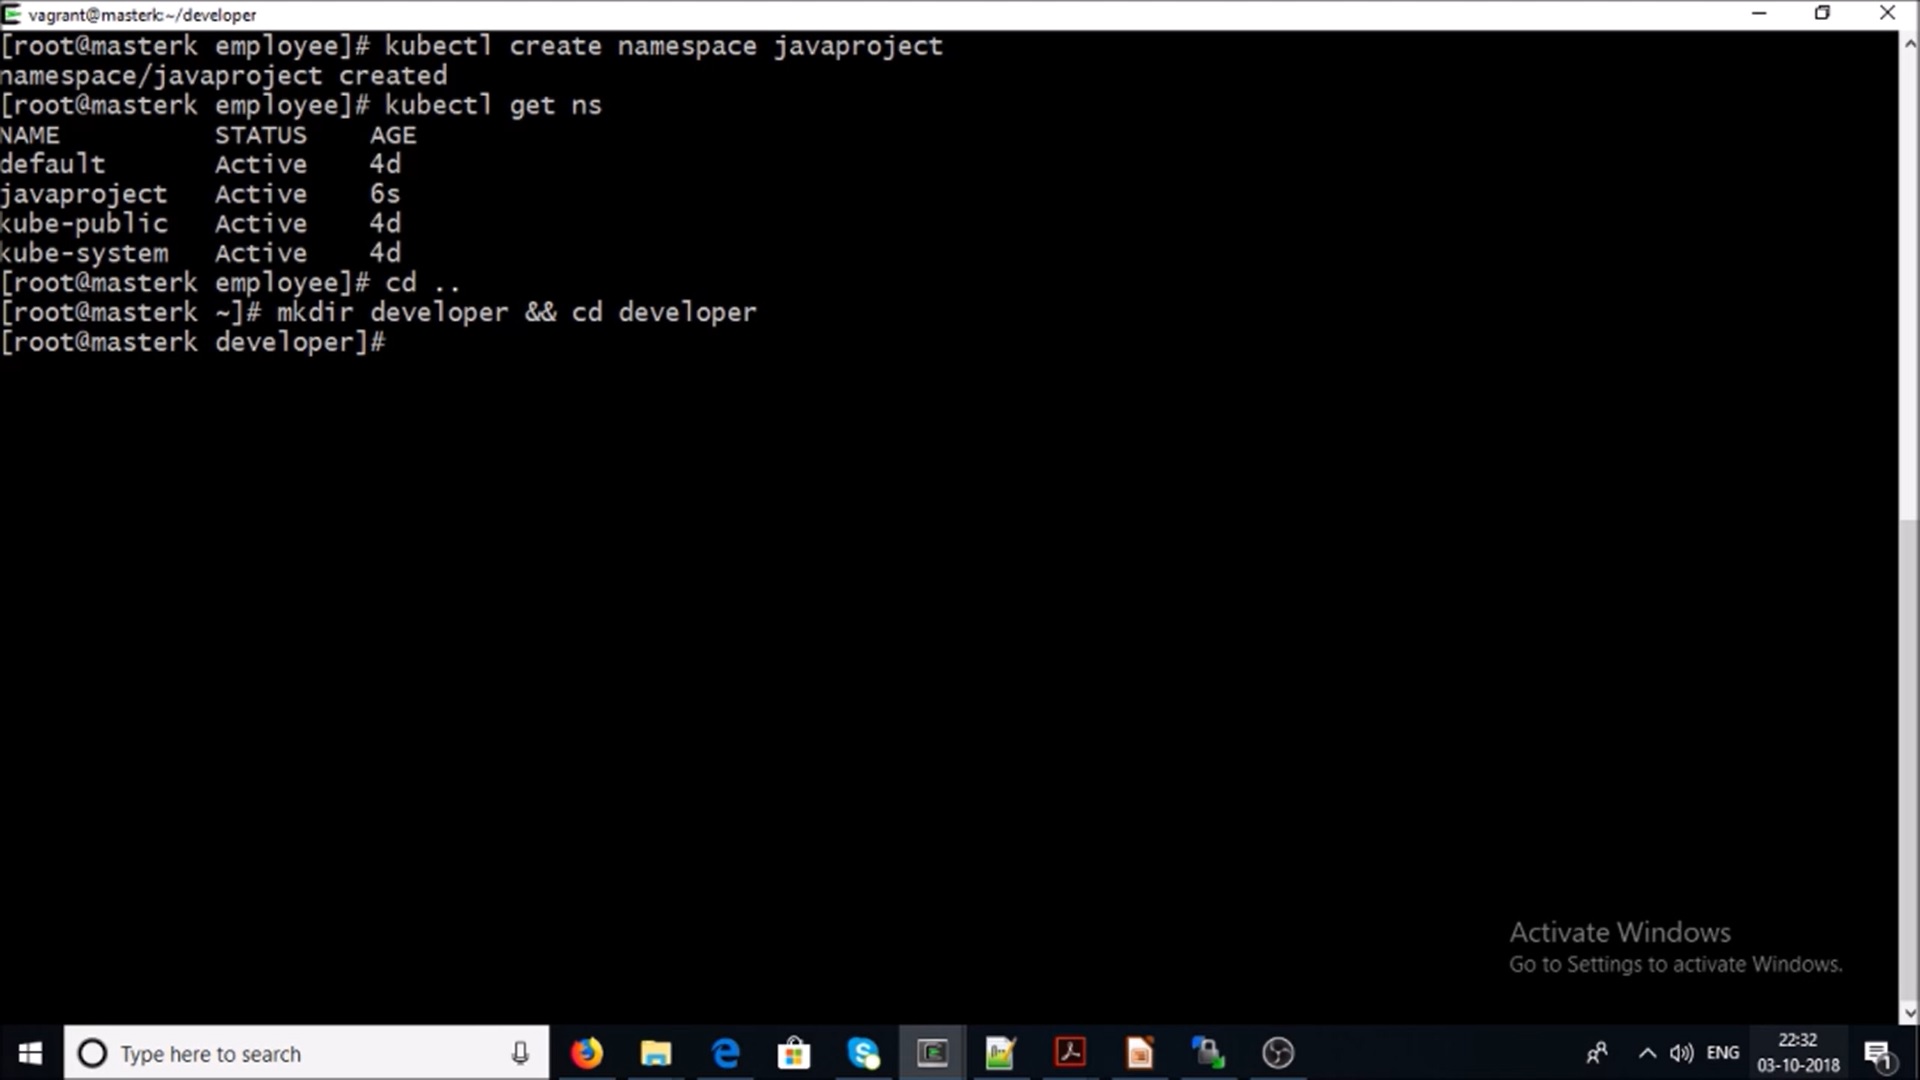 vagrant@masterk:~/developer
[root@masterk employee]# kubectl create namespace javaproject
namespace/javaproject created
[root@masterk employee]# kubectl get ns
NAME          STATUS    AGE
default       Active    4d
javaproject   Active    6s
kube-public   Active    4d
kube-system   Active    4d
[root@masterk employee]# cd ..
[root@masterk ~]# mkdir developer && cd developer
[root@masterk developer]#
Activate Windows
Go to Settings to activate Windows.
Type here to search
ENG
22:32
03-10-2018
1